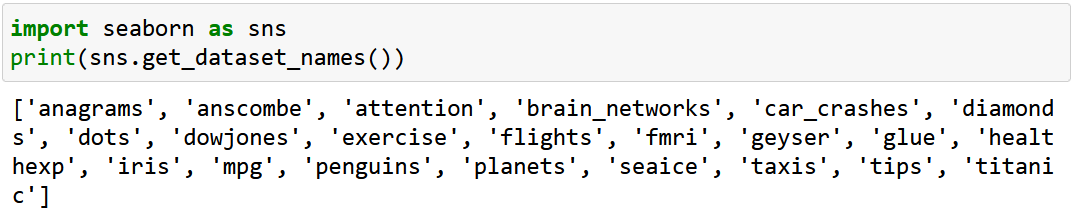 import seaborn as sns
print(sns.get_dataset_names())
['anagrams', 'anscombe', 'attention', 'brain_networks', 'car_crashes', 'diamond
s', 'dots', 'dowjones', 'exercise', 'flights', 'fmri', 'geyser', 'glue', 'healt
hexp', 'iris', 'mpg', 'penguins', 'planets', 'seaice', 'taxis', 'tips', 'titani
c']